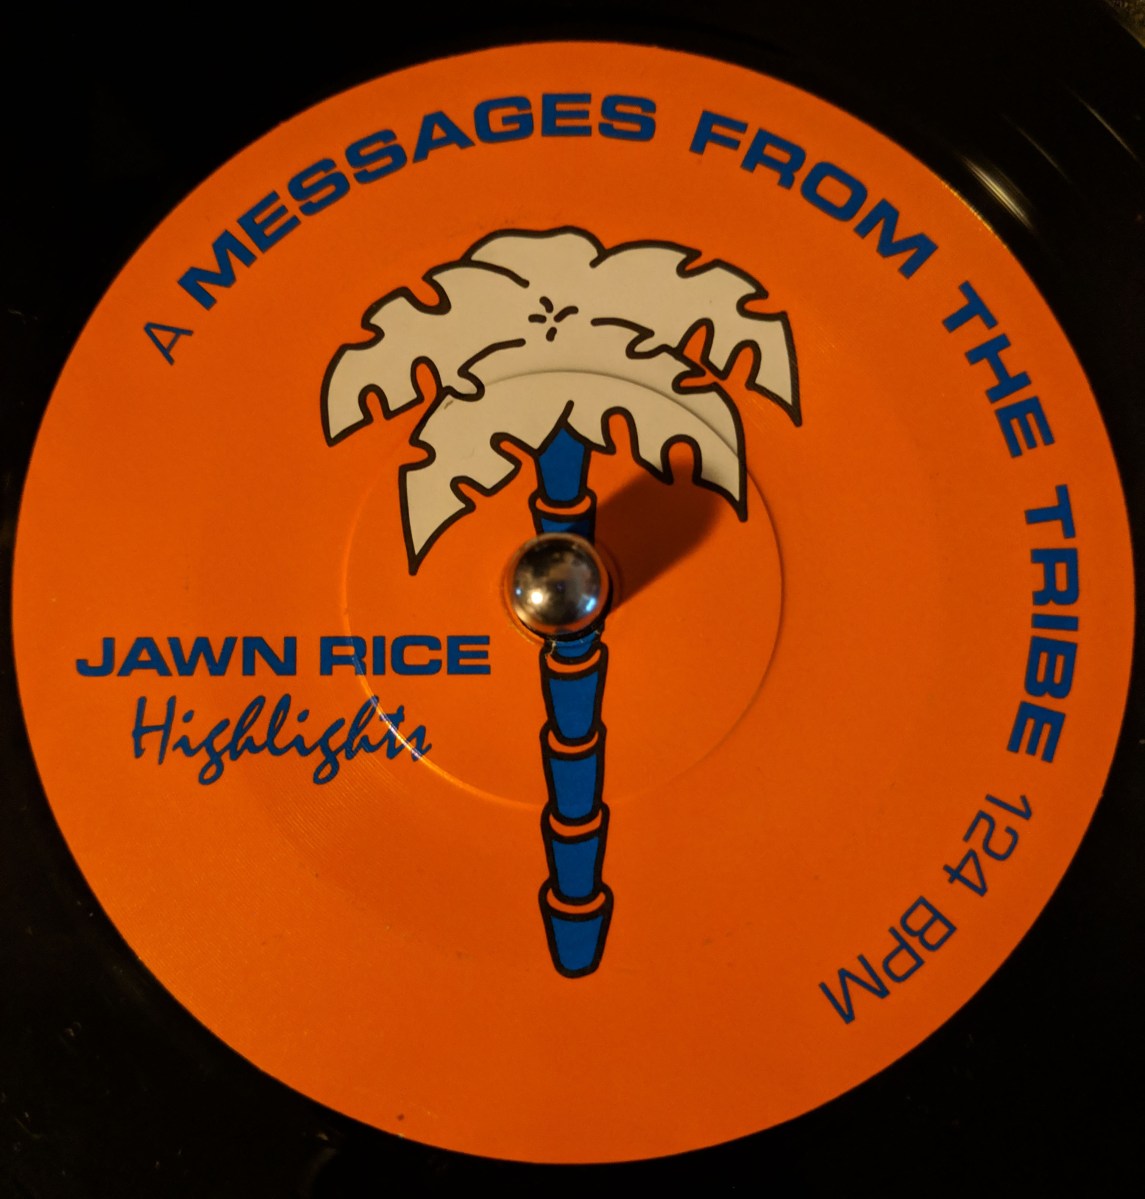 A MESSAGES FROM THE TRIBE 124 BPM
JAWN RICE
Highlights